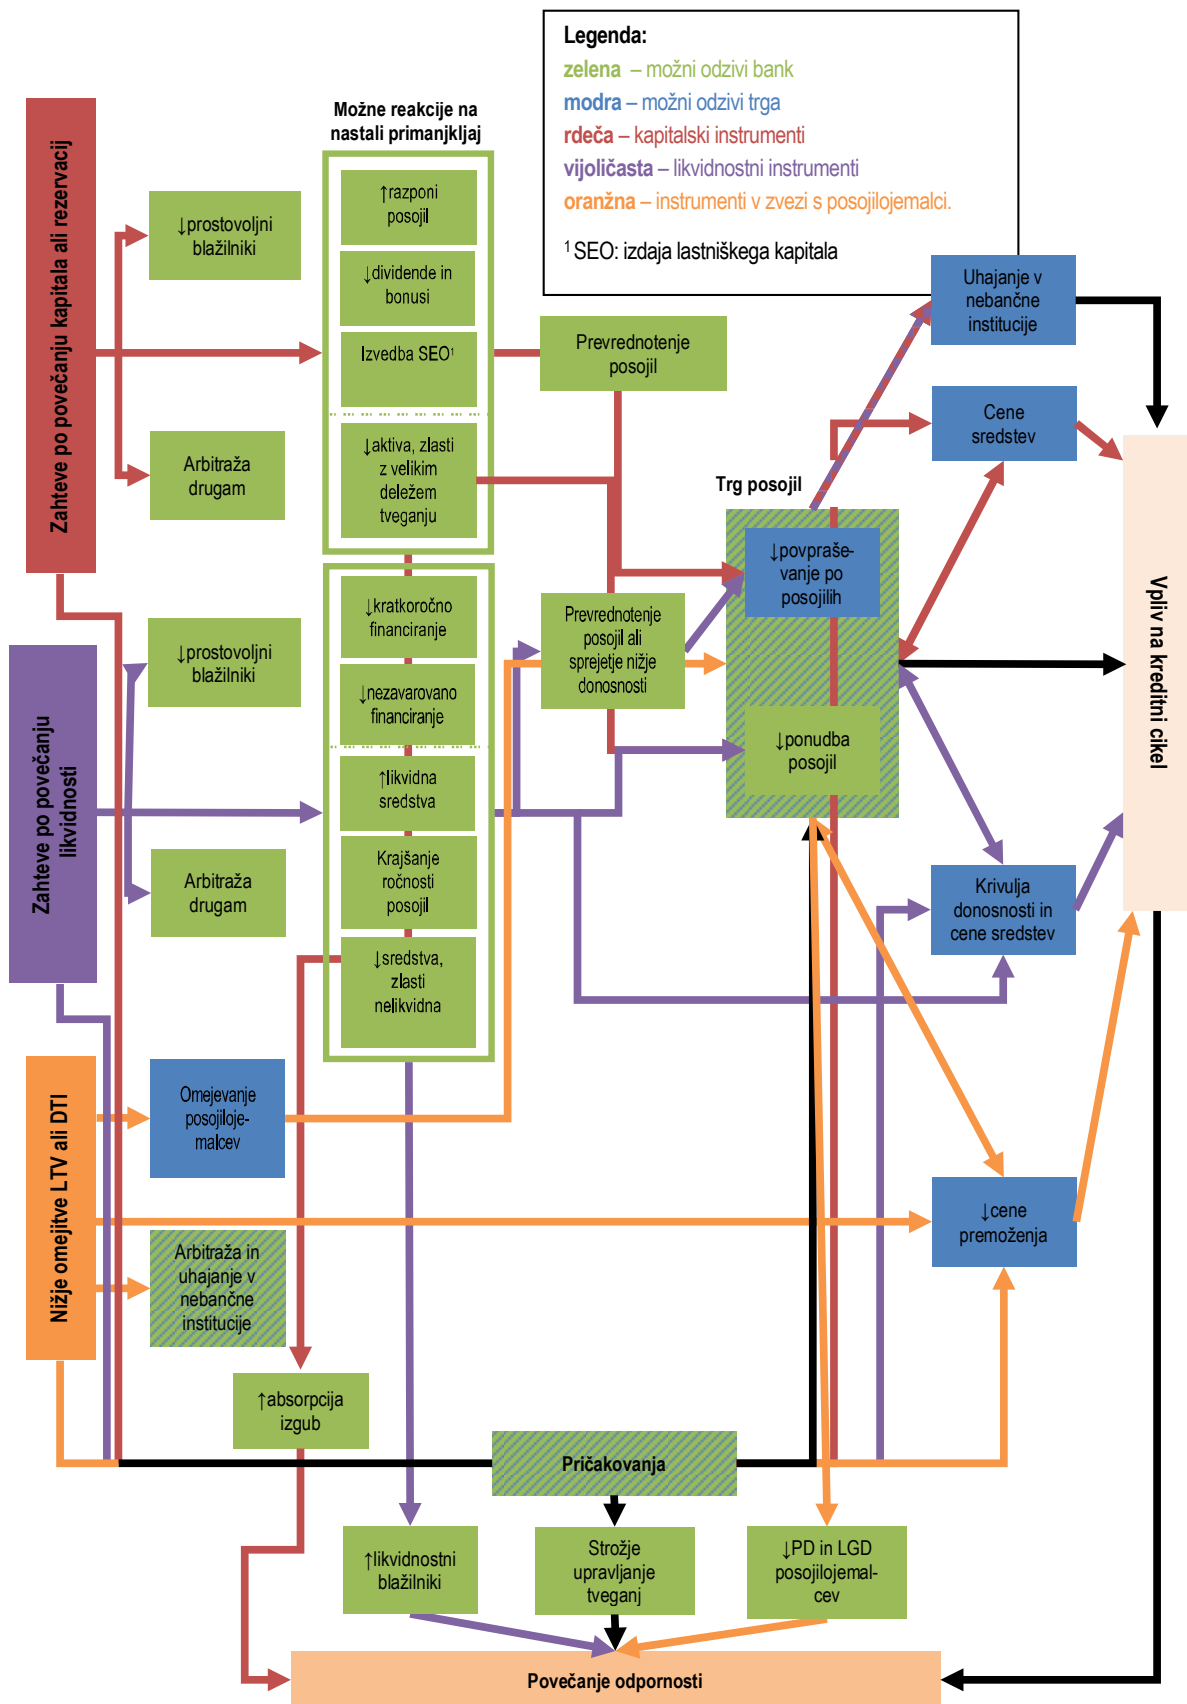 Legenda:
zelena – možni odzivi bank
modra – možni odzivi trga
rdeča – kapitalski instrumenti
vijoličasta – likvidnostni instrumenti
oranžna – instrumenti v zvezi s posojilojemalci.
¹ SEO: izdaja lastniškega kapitala
Možne reakcije na
nastali primanjkljaj
Zahteve po povečanju kapitala ali rezervacij
↓prostovoljni
blažilniki
Arbitraža
drugam
↑razponi
posojil
↓dividende in
bonusi
Izvedba SEO¹
↓aktiva, zlasti
z velikim
deležem
tveganju
Prevrednotenje
posojil
Uhajanje v
nebančne
institucije
Cene
sredstev
Trg posojil
↓povpraše-
vanje po
posojilih
↓ponudba
posojil
Vpliv na kreditni cikel
Zahteve po povečanju
likvidnosti
↓prostovoljni
blažilniki
Arbitraža
drugam
↓kratkoročno
financiranje
↓nezavarovano
financiranje
↑likvidna
sredstva
Krajšanje
ročnosti
posojil
↓sredstva,
zlasti
nelikvidna
Prevrednotenje
posojil ali
sprejetje nižje
donosnosti
Krivulja
donosnosti in
cene sredstev
Nižje omejitve LTV ali DTI
Omejevanje
posojiloje-
malcev
Arbitraža in
uhajanje v
nebančne
institucije
↓cene
premoženja
↑absorpcija
izgub
Pričakovanja
↑likvidnostni
blažilniki
Strožje
upravljanje
tveganj
↓PD in LGD
posojilojemal-
cev
Povečanje odpornosti